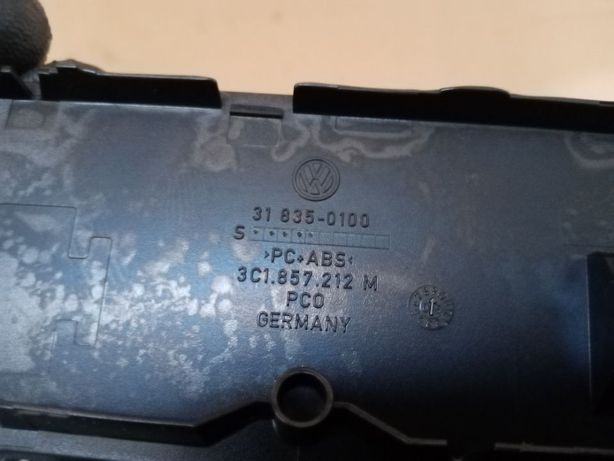 31 835-0100
S
>PC+ABS<
3C1.857.212 M
PCO
GERMANY